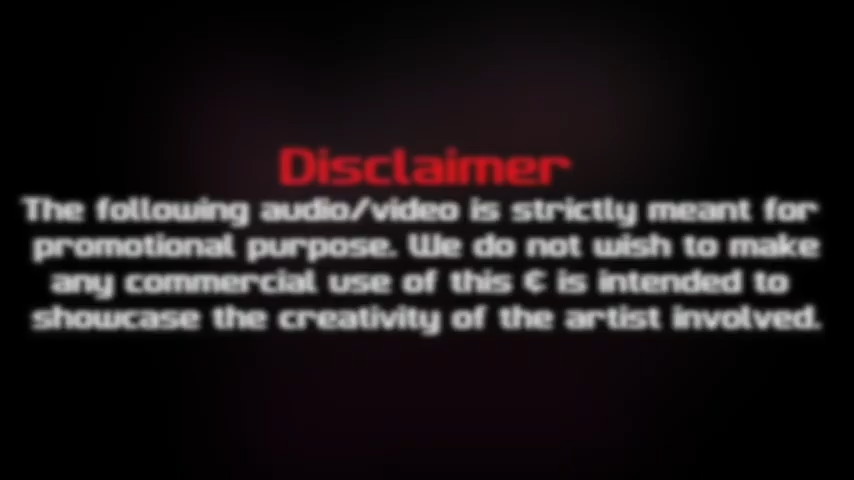 Disclaimer
The following audio/video is strictly meant for
promotional purpose. We do not wish to make
any commercial use of this & is intended to
showcase the creativity of the artist involved.